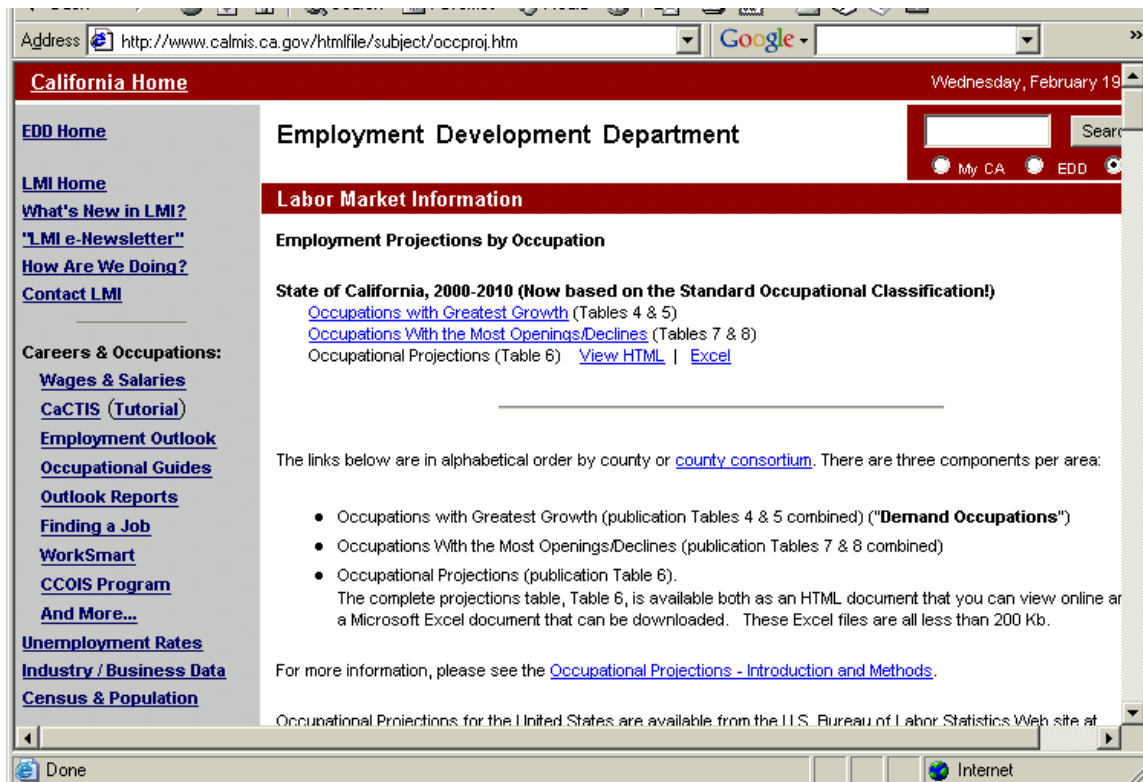 Address http://www.calmis.ca.gov/htmlfile/subject/occproj.htm Google
California Home Wednesday, February 19
EDD Home
Employment Development Department
My CA EDD
LMI Home
What's New in LMI?
"LMI e-Newsletter"
How Are We Doing?
Contact LMI
Careers & Occupations:
Wages & Salaries
CaCTIS (Tutorial)
Employment Outlook
Occupational Guides
Outlook Reports
Finding a Job
WorkSmart
CCOIS Program
And More...
Unemployment Rates
Industry / Business Data
Census & Population
Labor Market Information
Employment Projections by Occupation
State of California, 2000-2010 (Now based on the Standard Occupational Classification!)
Occupations with Greatest Growth (Tables 4 & 5)
Occupations With the Most Openings/Declines (Tables 7 & 8)
Occupational Projections (Table 6) View HTML | Excel
The links below are in alphabetical order by county or county consortium. There are three components per area:
• Occupations with Greatest Growth (publication Tables 4 & 5 combined) ("Demand Occupations")
• Occupations With the Most Openings/Declines (publication Tables 7 & 8 combined)
• Occupational Projections (publication Table 6).
The complete projections table, Table 6, is available both as an HTML document that you can view online
a Microsoft Excel document that can be downloaded. These Excel files are all less than 200 Kb.
For more information, please see the Occupational Projections - Introduction and Methods.
Occupational Projections for the United States are available from the U.S. Bureau of Labor Statistics Web site at
Done Internet